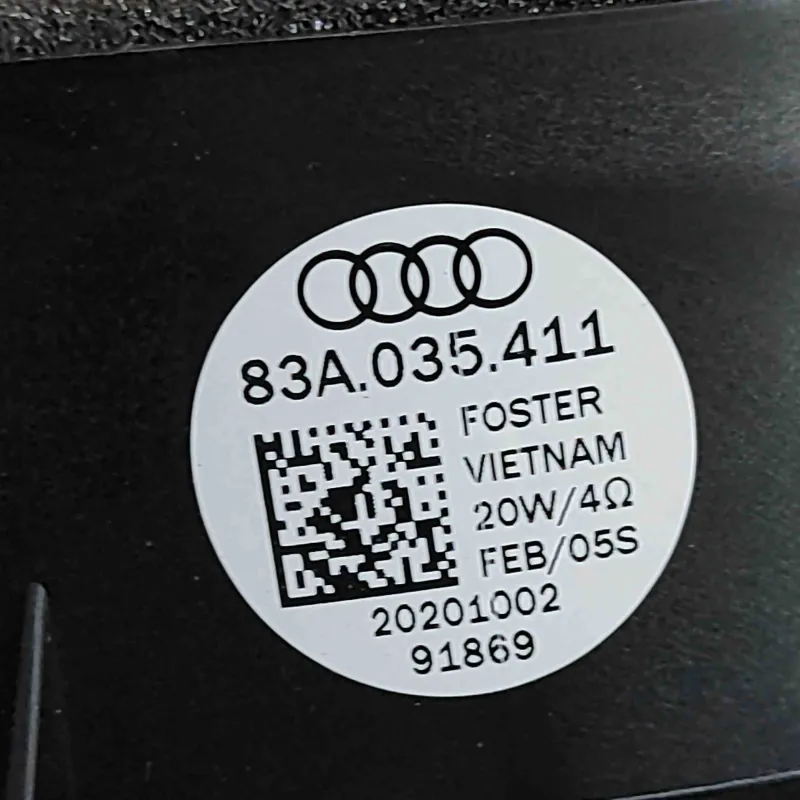 83A.035.411
FOSTER
VIETNAM
20W/4Ω
FEB/05S
20201002
91869